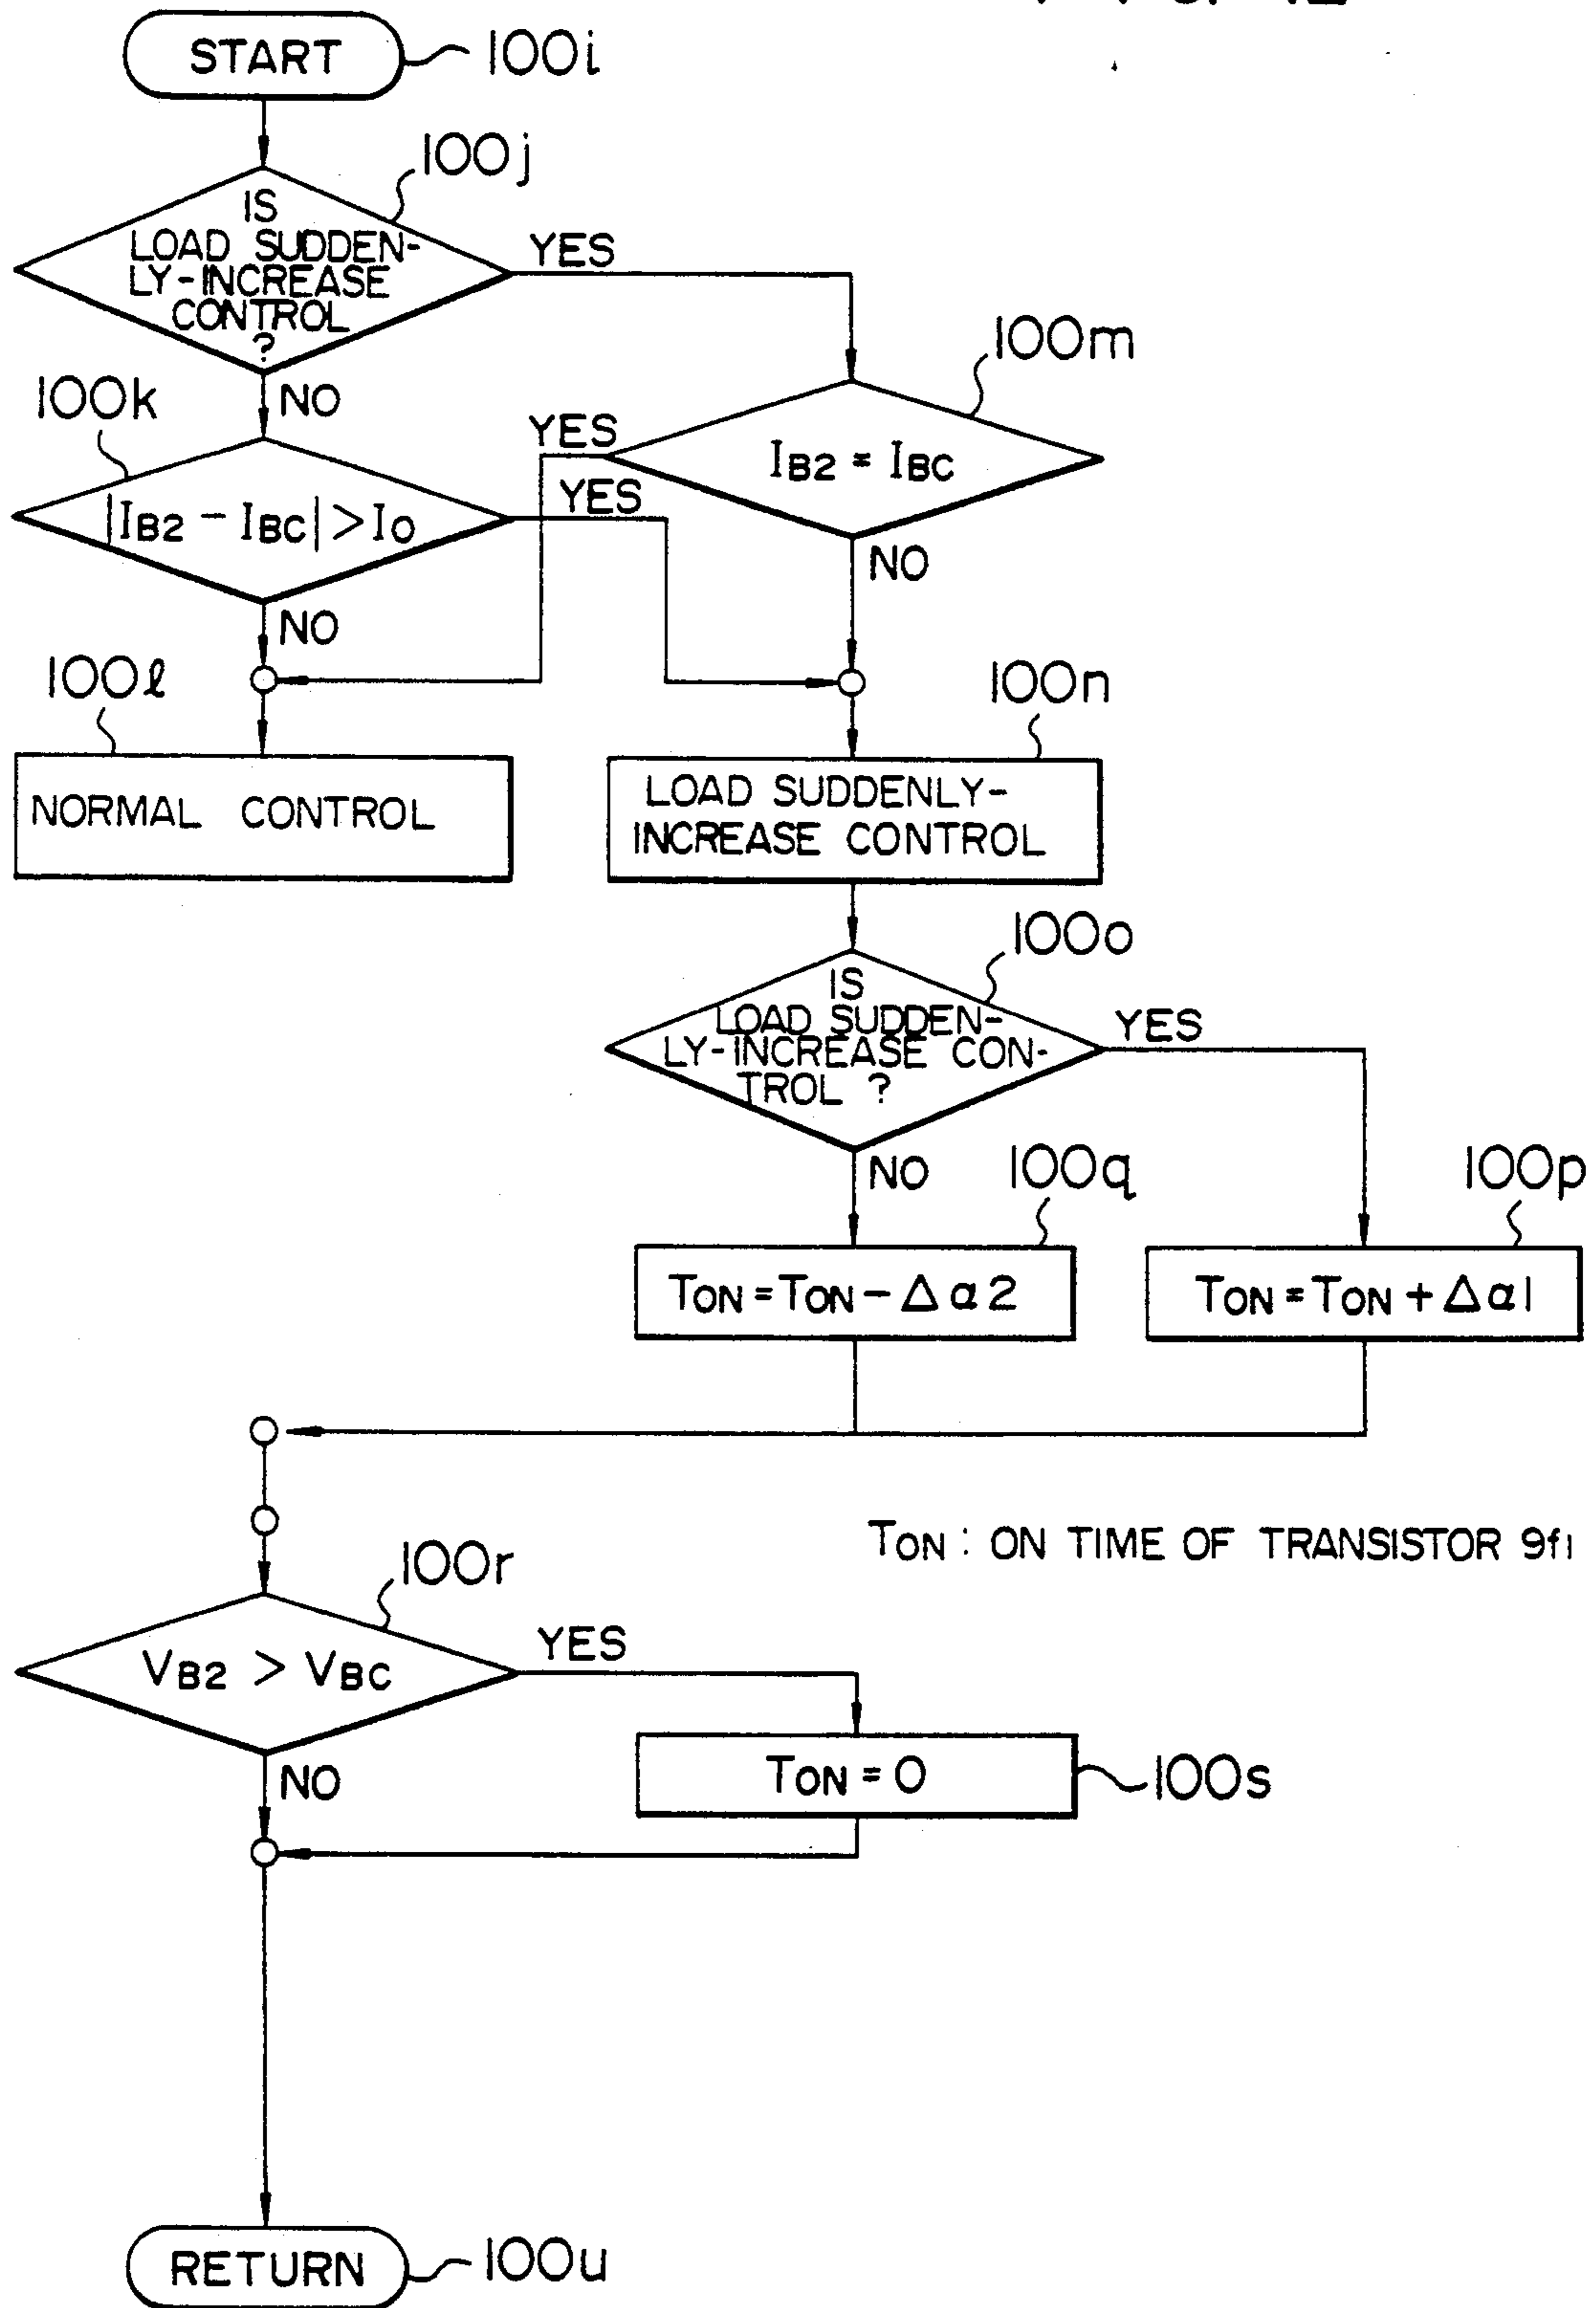 START
100i
100j
IS
LOAD SUDDEN-
LY-INCREASE
CONTROL
?
YES
NO
100k
100m
YES
IB2 = IBC
|IB2 - IBC| > IO
YES
NO
NO
100ℓ
100n
NORMAL CONTROL
LOAD SUDDENLY-
INCREASE CONTROL
100o
IS
LOAD SUDDEN-
LY-INCREASE CON-
TROL ?
YES
NO
100q
100p
TON = TON - Δα2
TON = TON + Δα1
TON : ON TIME OF TRANSISTOR 9f1
100r
VB2 > VBC
YES
NO
TON = 0
100s
RETURN
100u